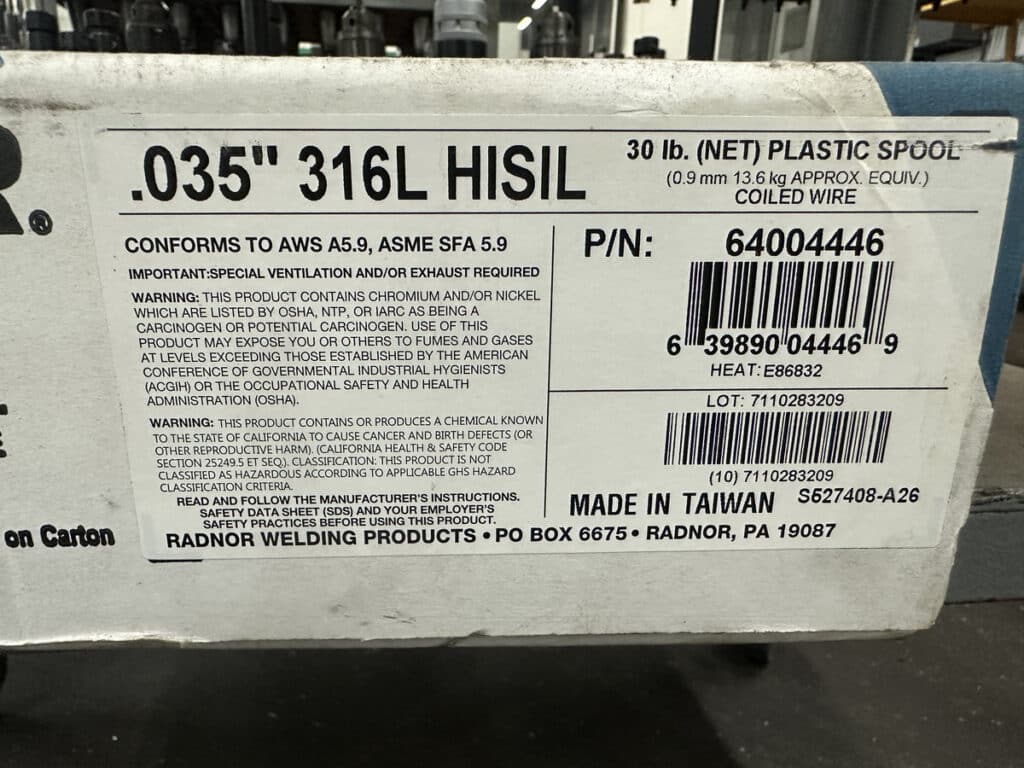 R®
.035" 316L HISIL
30 lb. (NET) PLASTIC SPOOL
(0.9 mm 13.6 kg APPROX. EQUIV.)
COILED WIRE
CONFORMS TO AWS A5.9, ASME SFA 5.9
IMPORTANT:SPECIAL VENTILATION AND/OR EXHAUST REQUIRED
WARNING: THIS PRODUCT CONTAINS CHROMIUM AND/OR NICKEL
WHICH ARE LISTED BY OSHA, NTP, OR IARC AS BEING A
CARCINOGEN OR POTENTIAL CARCINOGEN. USE OF THIS
PRODUCT MAY EXPOSE YOU OR OTHERS TO FUMES AND GASES
AT LEVELS EXCEEDING THOSE ESTABLISHED BY THE AMERICAN
CONFERENCE OF GOVERNMENTAL INDUSTRIAL HYGIENISTS
(ACGIH) OR THE OCCUPATIONAL SAFETY AND HEALTH
ADMINISTRATION (OSHA).
WARNING: THIS PRODUCT CONTAINS OR PRODUCES A CHEMICAL KNOWN
TO THE STATE OF CALIFORNIA TO CAUSE CANCER AND BIRTH DEFECTS (OR
OTHER REPRODUCTIVE HARM). (CALIFORNIA HEALTH & SAFETY CODE
SECTION 25249.5 ET SEQ). CLASSIFICATION: THIS PRODUCT IS NOT
CLASSIFIED AS HAZARDOUS ACCORDING TO APPLICABLE GHS HAZARD
CLASSIFICATION CRITERIA.
READ AND FOLLOW THE MANUFACTURER'S INSTRUCTIONS.
SAFETY DATA SHEET (SDS) AND YOUR EMPLOYER'S
SAFETY PRACTICES BEFORE USING THIS PRODUCT.
P/N: 64004446
6 39890 04446 9
HEAT:E86832
LOT: 7110283209
(10) 7110283209
MADE IN TAIWAN S527408-A26
RADNOR WELDING PRODUCTS • PO BOX 6675 • RADNOR, PA 19087
on Carton